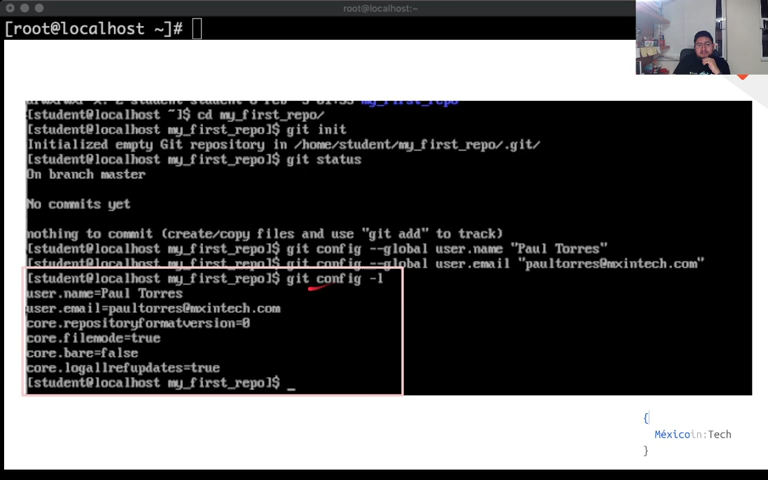 root@localhost:~
[root@localhost ~]#
[student@localhost ~]$ cd my_first_repo/
[student@localhost my_first_repo]$ git init
Initialized empty Git repository in /home/student/my_first_repo/.git/
[student@localhost my_first_repo]$ git status
On branch master
No commits yet
nothing to commit (create/copy files and use "git add" to track)
[student@localhost my_first_repo]$ git config --global user.name "Paul Torres"
[student@localhost my_first_repo]$ git config --global user.email "paultorres@mxintech.com"
[student@localhost my_first_repo]$ git config -l
user.name=Paul Torres
user.email=paultorres@mxintech.com
core.repositoryformatversion=0
core.filemode=true
core.bare=false
core.logallrefupdates=true
[student@localhost my_first_repo]$ _
{
Méxicoin:Tech
}